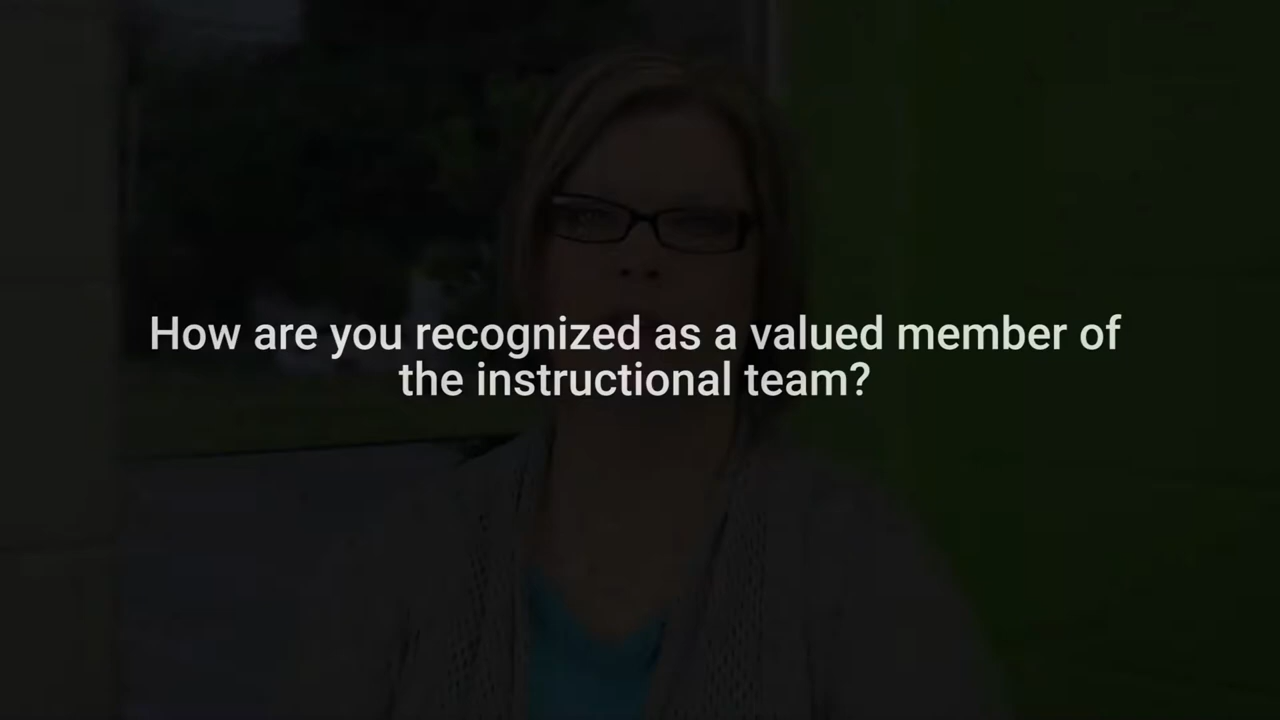 How are you recognized as a valued member of
the instructional team?